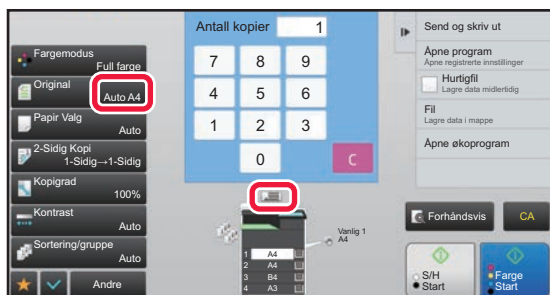 Antall kopier
1
Send og skriv ut
Åpne program
Åpne registrerte innstillinger
Hurtigfil
Lagre data midlertidig
Fil
Lagre data i mappe
Åpne økoprogram
Fargemodus
Full farge
Original
Auto A4
Papir Valg
Auto
2-Sidig Kopi
1-Sidig→1-Sidig
Kopigrad
100%
Kontrast
Auto
Sortering/gruppe
Auto
Andre
7 8 9
4 5 6
1 2 3
0 C
Vanlig 1
A4
1 A4
2 A4
3 B4
4 A3
Forhåndsvis
CA
S/H
Start
Farge
Start